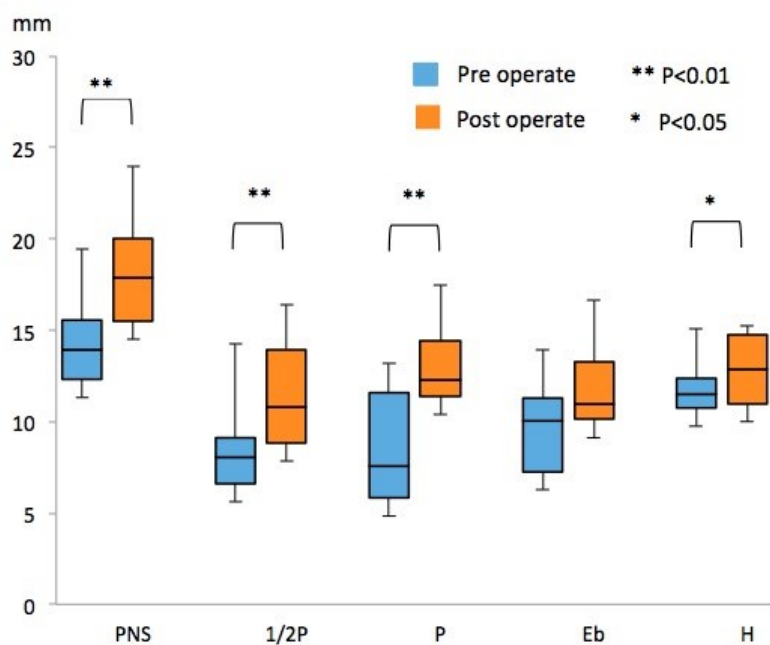 mm
30
25
20
15
10
5
0
** P<0.01
* P<0.05
Pre operate
Post operate
**
**
**
*
PNS 1/2P P Eb H